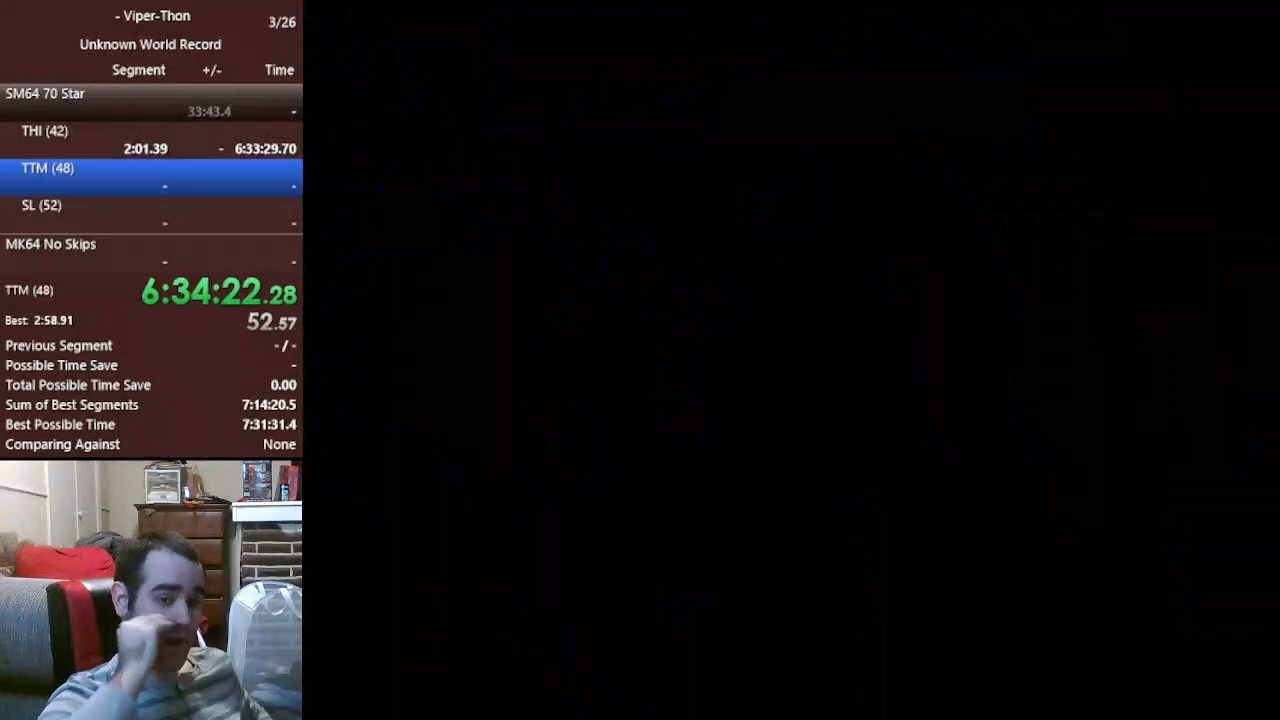 - Viper-Thon
3/26
Unknown World Record
Segment +/- Time
SM64 70 Star
33:43.4 -
THI (42)
2:01.39 - 6:33:29.70
TTM (48)
- -
SL (52)
- -
MK64 No Skips
- -
TTM (48) 6:34:22.28
Best: 2:58.91 52.57
Previous Segment - / -
Possible Time Save -
Total Possible Time Save 0.00
Sum of Best Segments 7:14:20.5
Best Possible Time 7:31:31.4
Comparing Against None